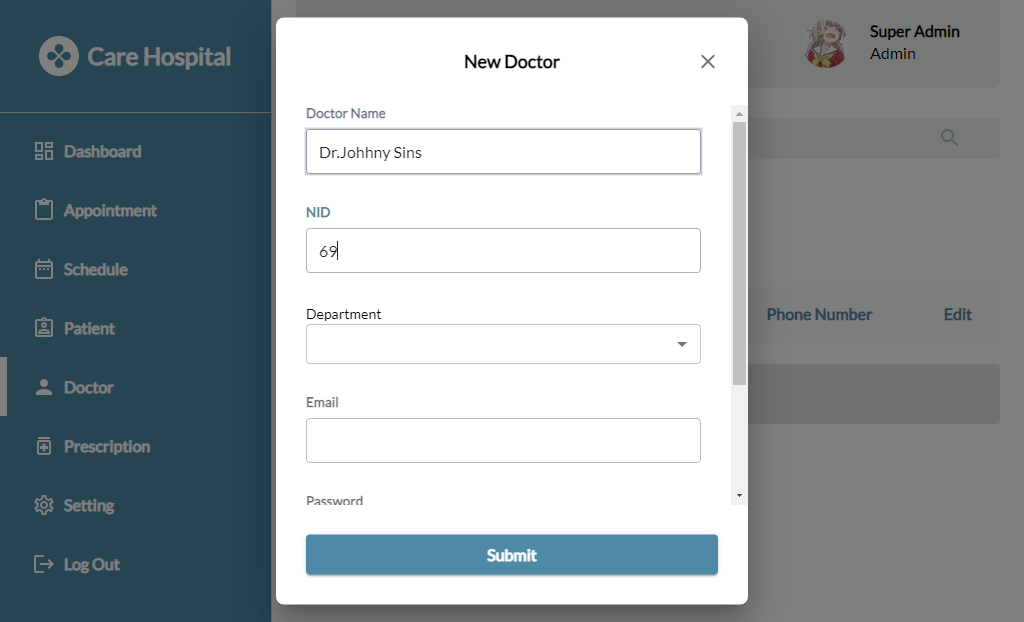 Care Hospital
Dashboard
Appointment
Schedule
Patient
Doctor
Prescription
Setting
Log Out
Super Admin
Admin
Phone Number
Edit
New Doctor
Doctor Name
Dr.Johhny Sins
NID
69
Department
Email
Password
Submit